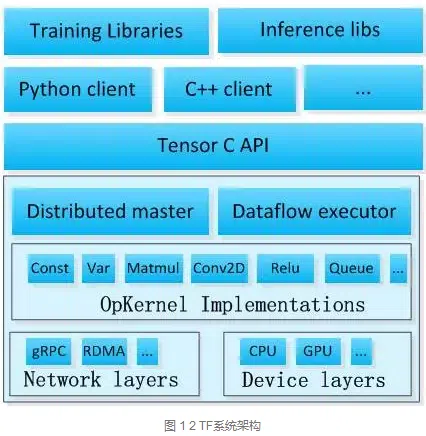 Training Libraries Inference libs
Python client C++ client ...
Tensor C API
Distributed master Dataflow executor
Const Var Matmul Conv2D Relu Queue ...
OpKernel Implementations
gRPC RDMA ... CPU GPU ...
Network layers Device layers
图 1 2 TF系统架构